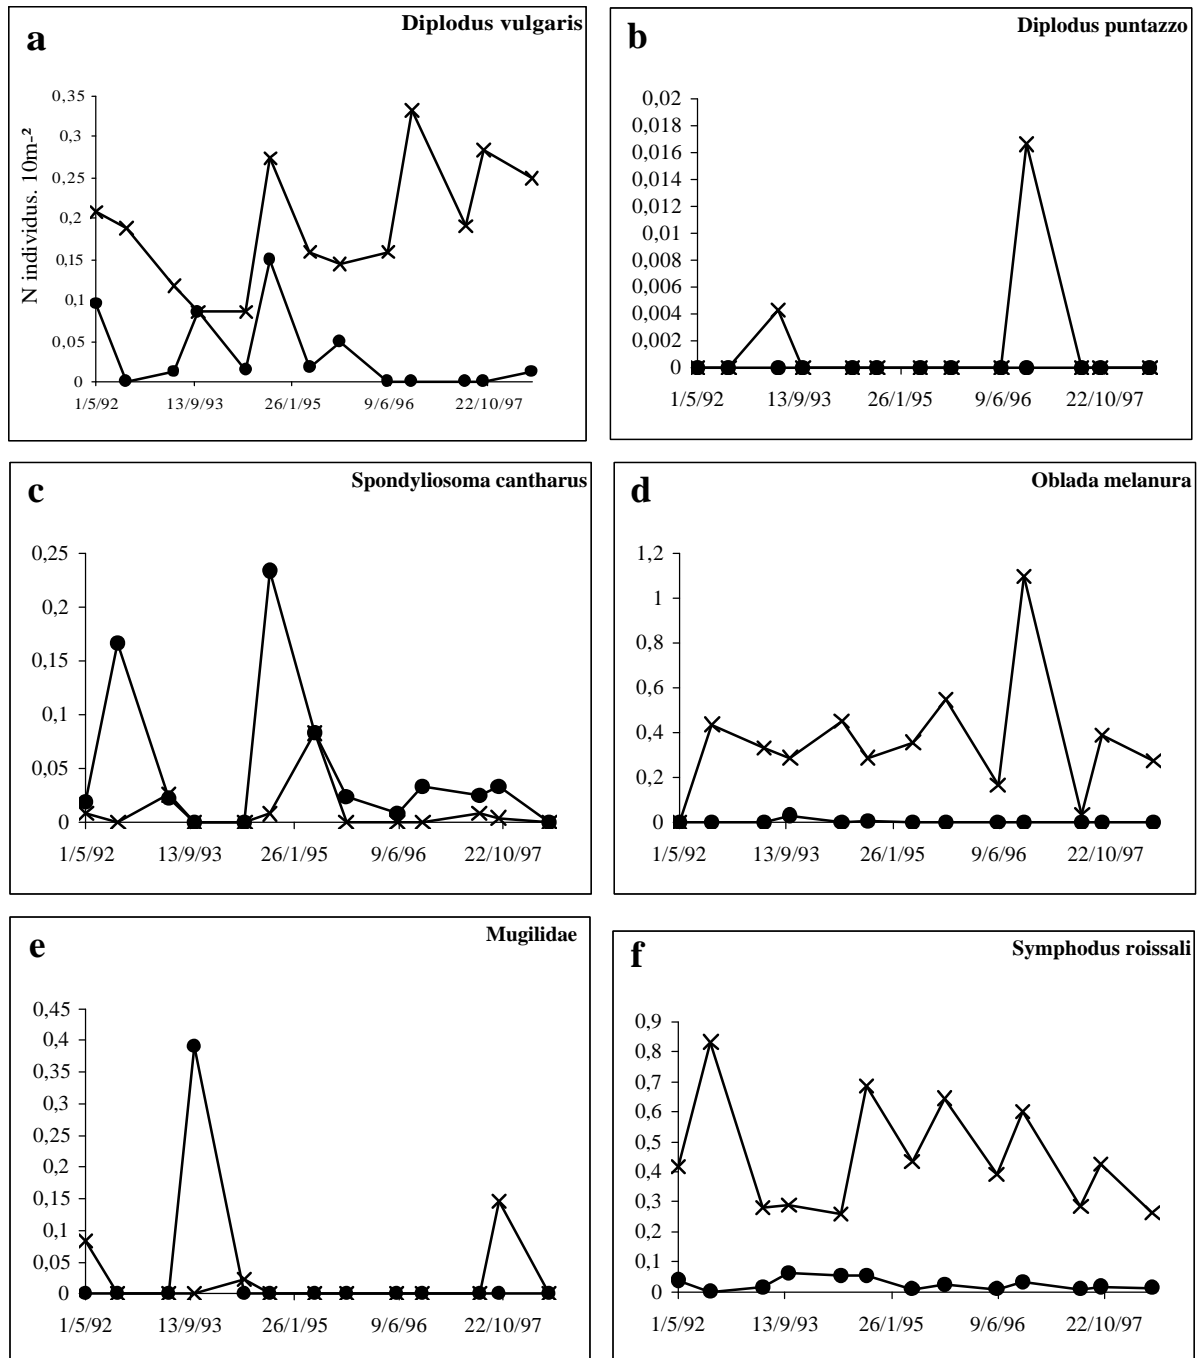 a
Diplodus vulgaris
N individus. 10m-²
0,35
0,3
0,25
0,2
0,15
0,1
0,05
0
1/5/92 13/9/93 26/1/95 9/6/96 22/10/97
b
Diplodus puntazzo
0,02
0,018
0,016
0,014
0,012
0,01
0,008
0,006
0,004
0,002
0
1/5/92 13/9/93 26/1/95 9/6/96 22/10/97
c
Spondyliosoma cantharus
0,25
0,2
0,15
0,1
0,05
0
1/5/92 13/9/93 26/1/95 9/6/96 22/10/97
d
Oblada melanura
1,2
1
0,8
0,6
0,4
0,2
0
1/5/92 13/9/93 26/1/95 9/6/96 22/10/97
e
Mugilidae
0,45
0,4
0,35
0,3
0,25
0,2
0,15
0,1
0,05
0
1/5/92 13/9/93 26/1/95 9/6/96 22/10/97
f
Symphodus roissali
0,9
0,8
0,7
0,6
0,5
0,4
0,3
0,2
0,1
0
1/5/92 13/9/93 26/1/95 9/6/96 22/10/97